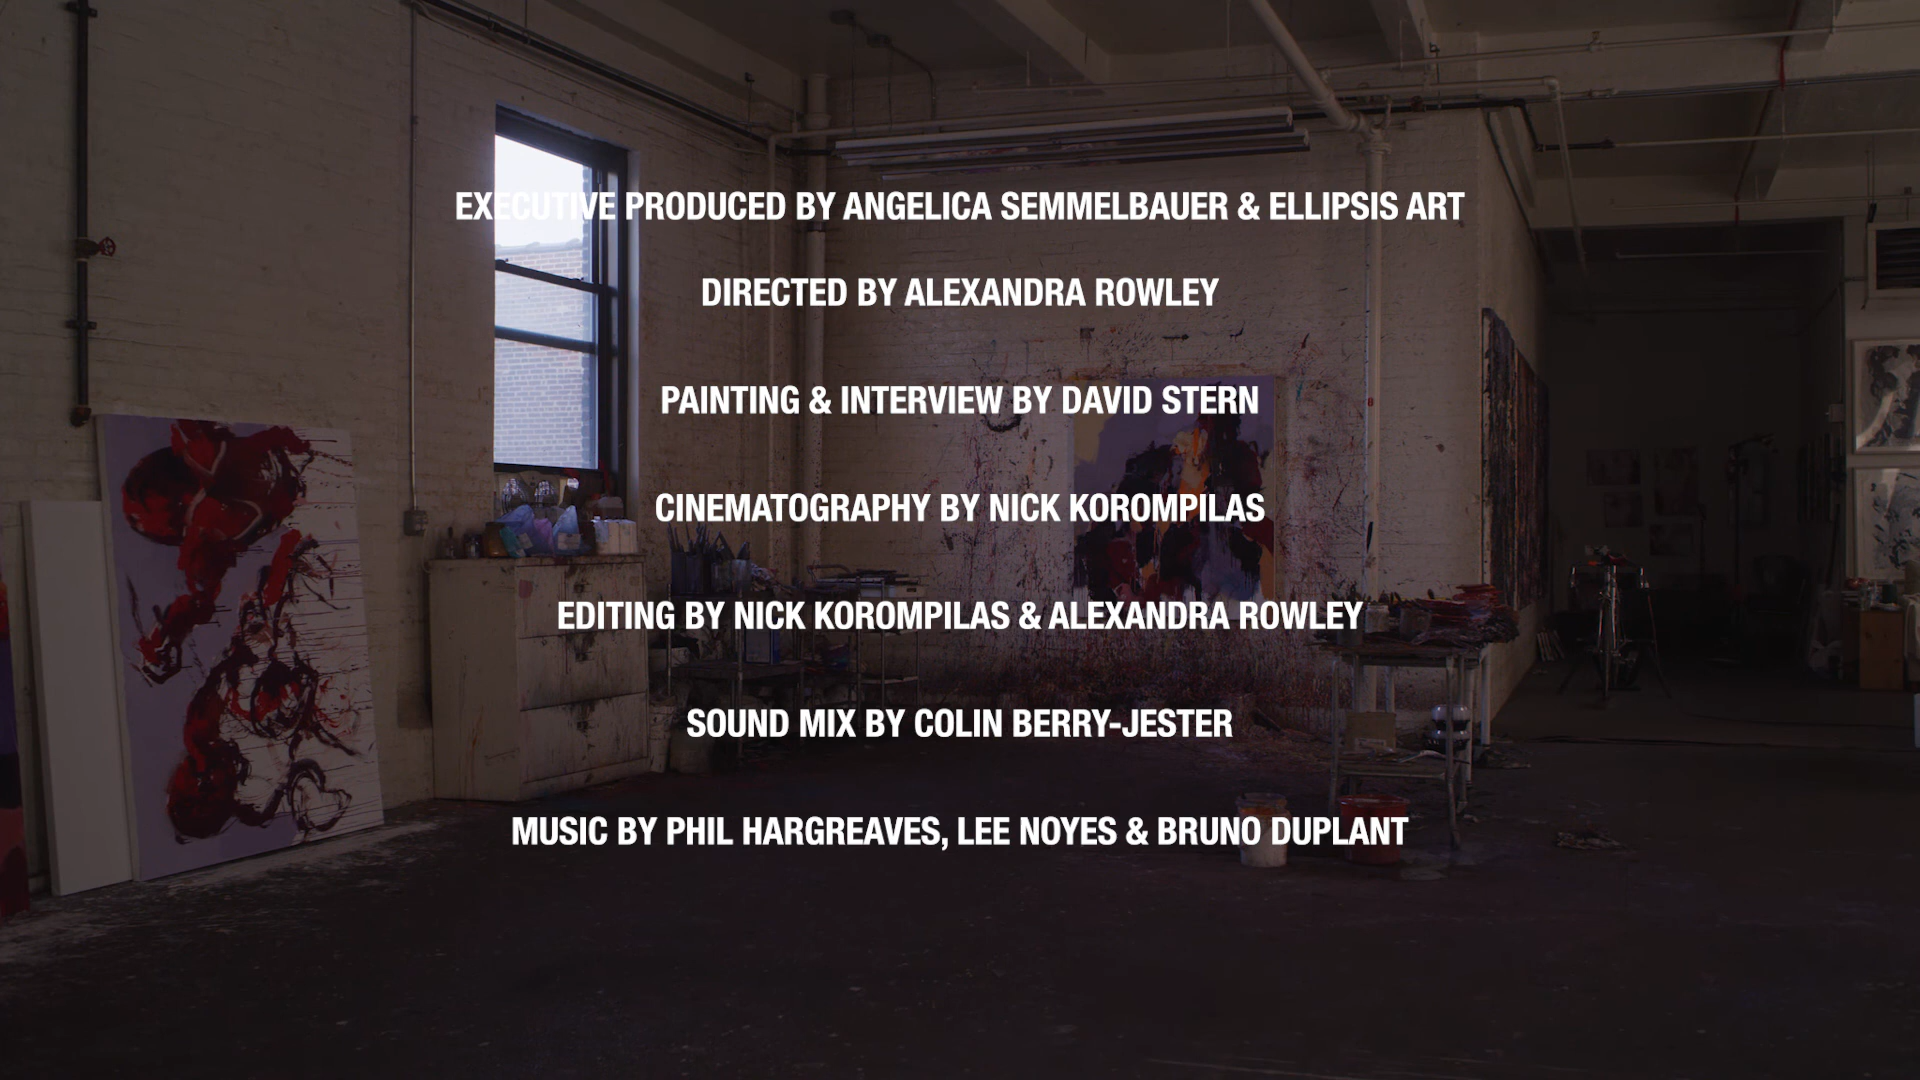 EXECUTIVE PRODUCED BY ANGELICA SEMMELBAUER & ELLIPSIS ART
DIRECTED BY ALEXANDRA ROWLEY
PAINTING & INTERVIEW BY DAVID STERN
CINEMATOGRAPHY BY NICK KOROMPILAS
EDITING BY NICK KOROMPILAS & ALEXANDRA ROWLEY
SOUND MIX BY COLIN BERRY-JESTER
MUSIC BY PHIL HARGREAVES, LEE NOYES & BRUNO DUPLANT